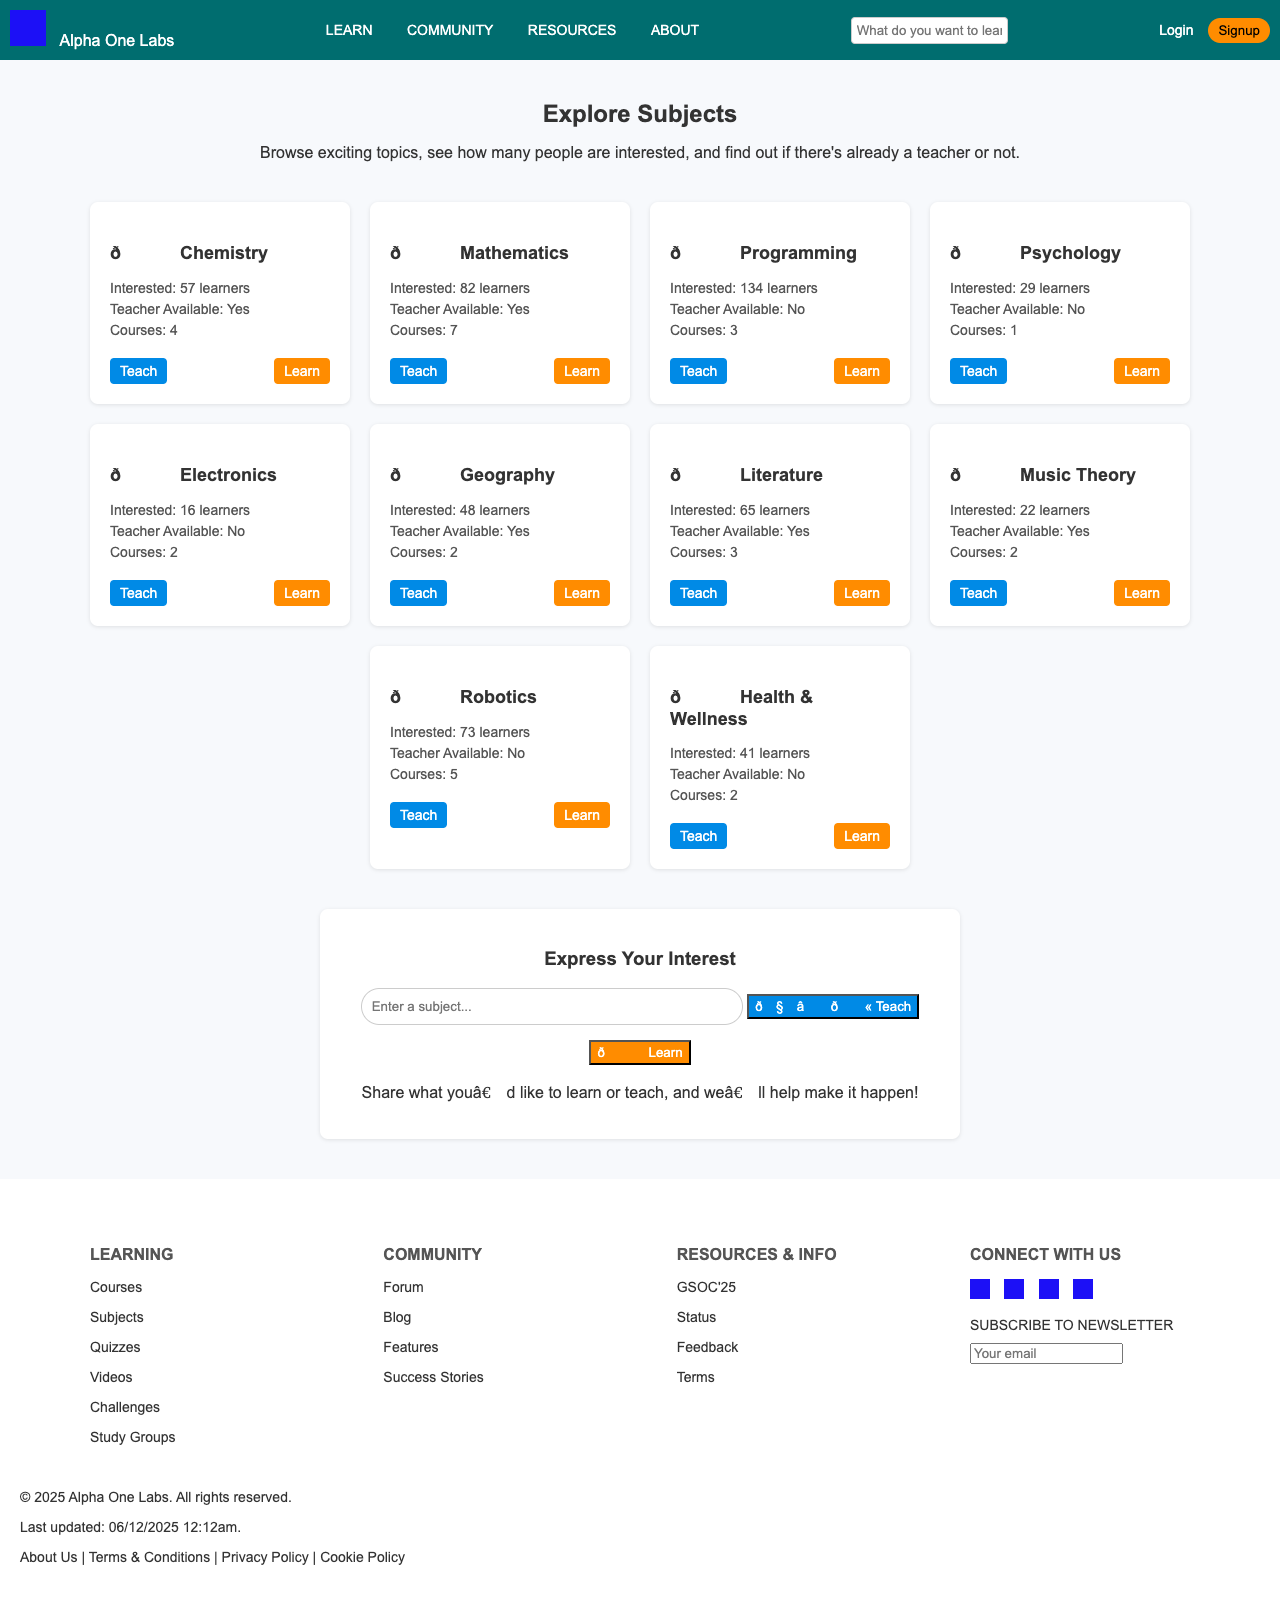 Alpha One Labs
LEARN COMMUNITY RESOURCES ABOUT
What do you want to lear
Login Signup
Explore Subjects
Browse exciting topics, see how many people are interested, and find out if there's already a teacher or not.
ð Chemistry
Interested: 57 learners
Teacher Available: Yes
Courses: 4
Teach Learn
ð Mathematics
Interested: 82 learners
Teacher Available: Yes
Courses: 7
Teach Learn
ð Programming
Interested: 134 learners
Teacher Available: No
Courses: 3
Teach Learn
ð Psychology
Interested: 29 learners
Teacher Available: No
Courses: 1
Teach Learn
ð Electronics
Interested: 16 learners
Teacher Available: No
Courses: 2
Teach Learn
ð Geography
Interested: 48 learners
Teacher Available: Yes
Courses: 2
Teach Learn
ð Literature
Interested: 65 learners
Teacher Available: Yes
Courses: 3
Teach Learn
ð Music Theory
Interested: 22 learners
Teacher Available: Yes
Courses: 2
Teach Learn
ð Robotics
Interested: 73 learners
Teacher Available: No
Courses: 5
Teach Learn
ð Health &
Wellness
Interested: 41 learners
Teacher Available: No
Courses: 2
Teach Learn
Express Your Interest
Enter a subject...
ð § â ð « Teach
ð Learn
Share what youâ€ d like to learn or teach, and weâ€ ll help make it happen!
LEARNING
Courses
Subjects
Quizzes
Videos
Challenges
Study Groups
COMMUNITY
Forum
Blog
Features
Success Stories
RESOURCES & INFO
GSOC'25
Status
Feedback
Terms
CONNECT WITH US
SUBSCRIBE TO NEWSLETTER
Your email
© 2025 Alpha One Labs. All rights reserved.
Last updated: 06/12/2025 12:12am.
About Us | Terms & Conditions | Privacy Policy | Cookie Policy